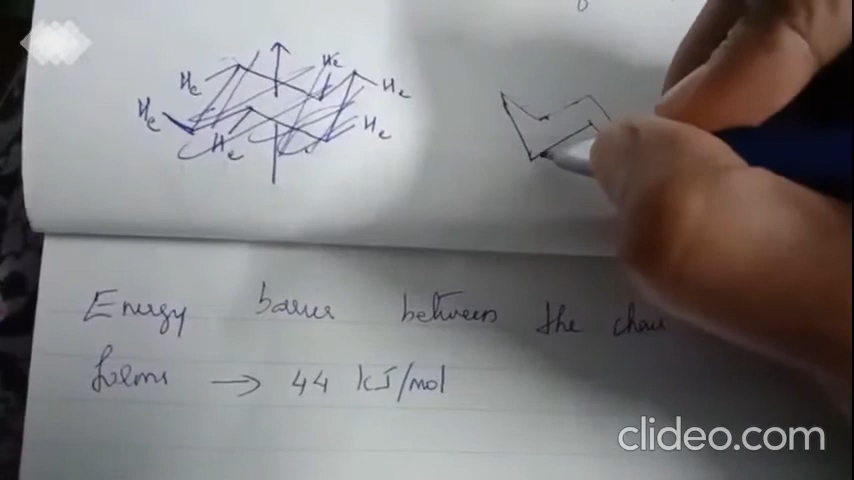 He
He
He
He
He
He
Energy barrier between the chair
forms → 44 kJ/mol
clideo.com